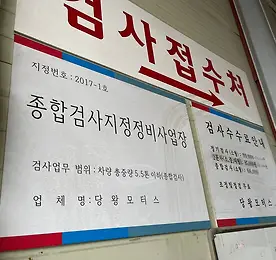 검사접수처
지정번호 : 2017-1호
종합검사지정정비사업장
검사업무 범위: 차량 총중량 5.5톤 이하(종합검사)
업 체 명: 당 왕 모 터 스
검사수수료안내
당왕모터스